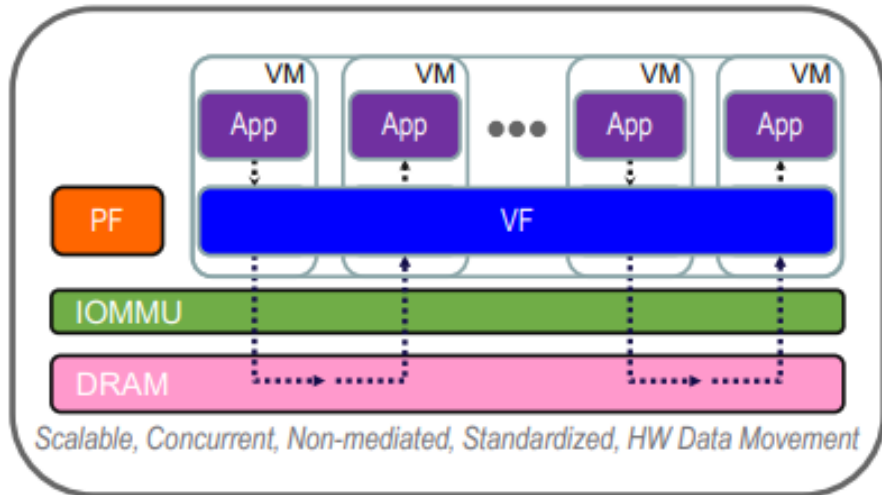 VM VM VM VM
App App App App
PF VF
IOMMU
DRAM
Scalable, Concurrent, Non-mediated, Standardized, HW Data Movement